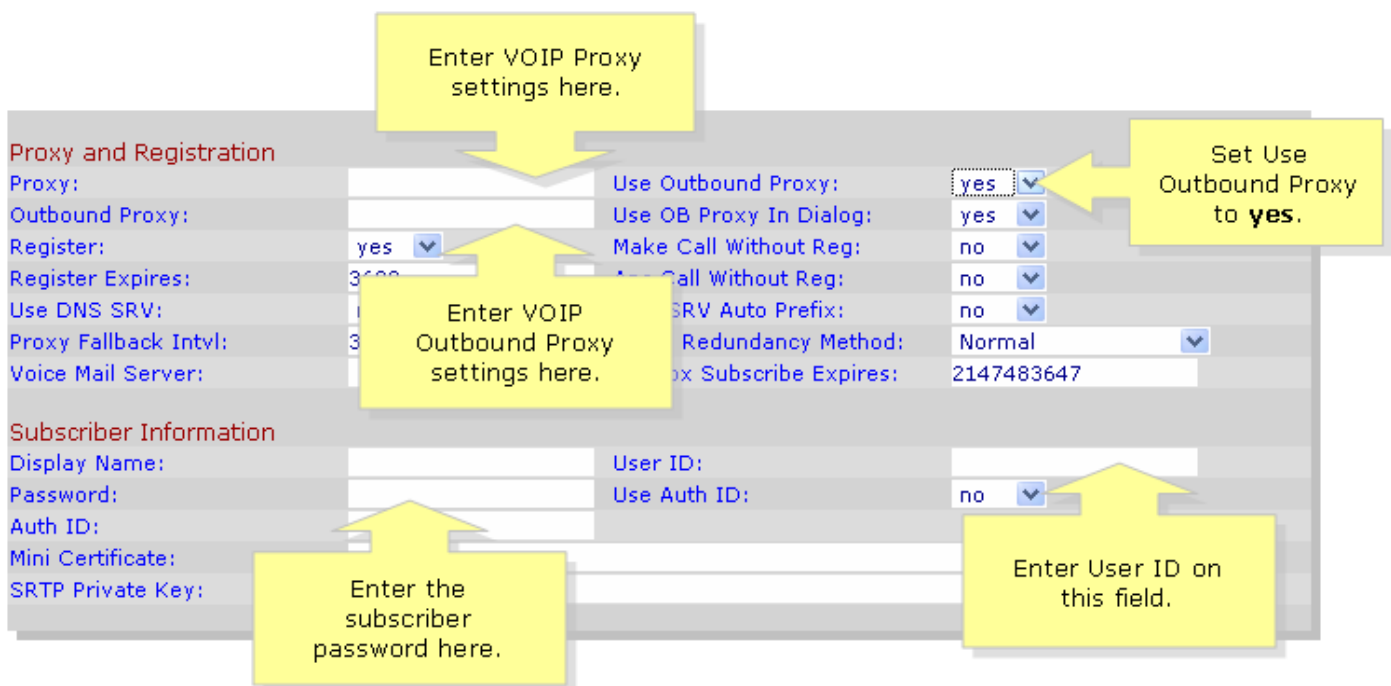 Enter VOIP Proxy
settings here.
Proxy and Registration
Proxy: Use Outbound Proxy: yes
Set Use
Outbound Proxy
to yes.
Outbound Proxy: Use OB Proxy In Dialog: yes
Register: yes Make Call Without Reg: no
Register Expires: Call Without Reg: no
Use DNS SRV: SRV Auto Prefix: no
Proxy Fallback Intvl: 3 Redundancy Method: Normal
Voice Mail Server: Subscribe Expires: 2147483647
Enter VOIP
Outbound Proxy
settings here.
Subscriber Information
Display Name: User ID:
Password: Use Auth ID: no
Auth ID:
Mini Certificate:
SRTP Private Key:
Enter the
subscriber
password here.
Enter User ID on
this field.